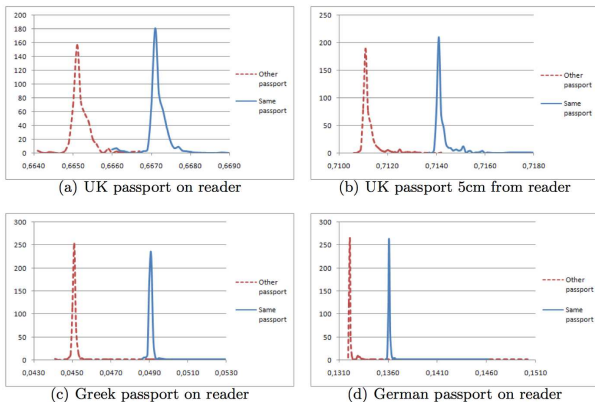 200
180
160
140
120
100
80
60
40
20
0
0,6640 0,6650 0,6660 0,6670 0,6680 0,6690
Other
passport
Same
passport
(a) UK passport on reader
250
200
150
100
50
0
0,7100 0,7120 0,7140 0,7160 0,7180
Other
passport
Same
passport
(b) UK passport 5cm from reader
300
250
200
150
100
50
0
0,0430 0,0450 0,0470 0,0490 0,0510 0,0530
Other
passport
Same
passport
(c) Greek passport on reader
300
250
200
150
100
50
0
0,1310 0,1360 0,1410 0,1460 0,1510
Other
passport
Same
passport
(d) German passport on reader